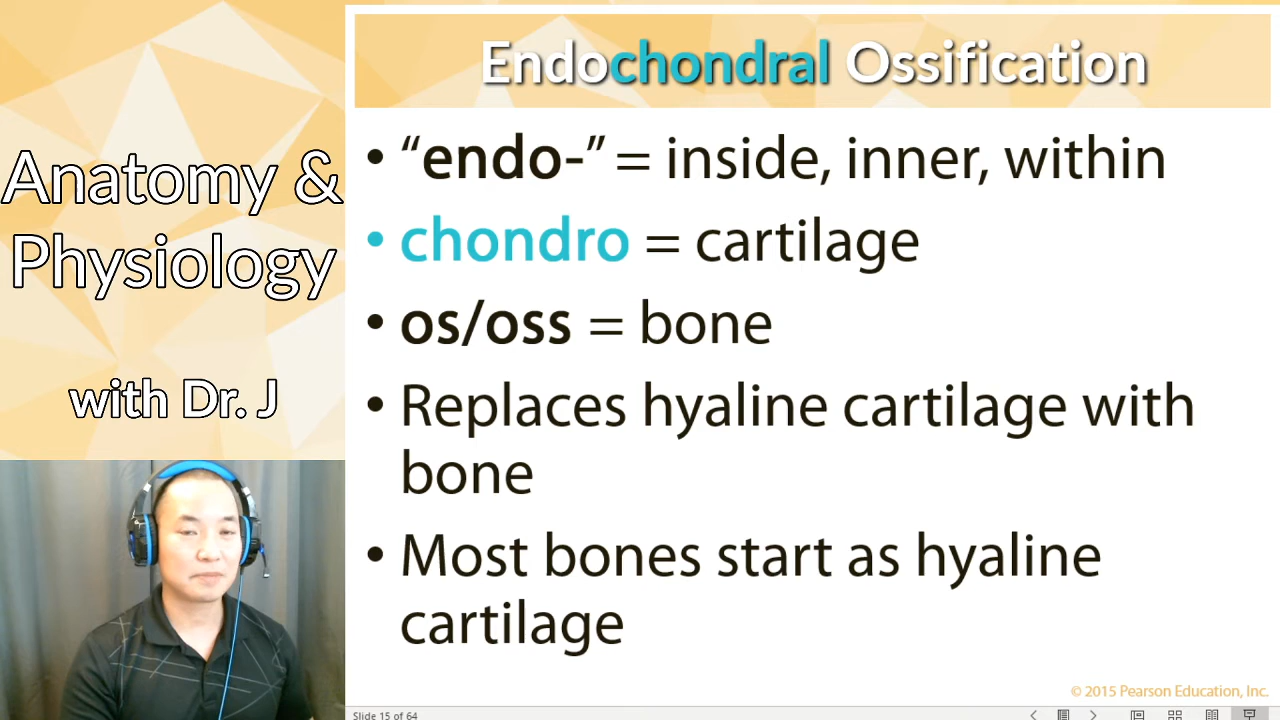 Anatomy &
Physiology
with Dr. J
Endochondral Ossification
• “endo-” = inside, inner, within
• chondro = cartilage
• os/oss = bone
• Replaces hyaline cartilage with
bone
• Most bones start as hyaline
cartilage
© 2015 Pearson Education, Inc.
Slide 15 of 64